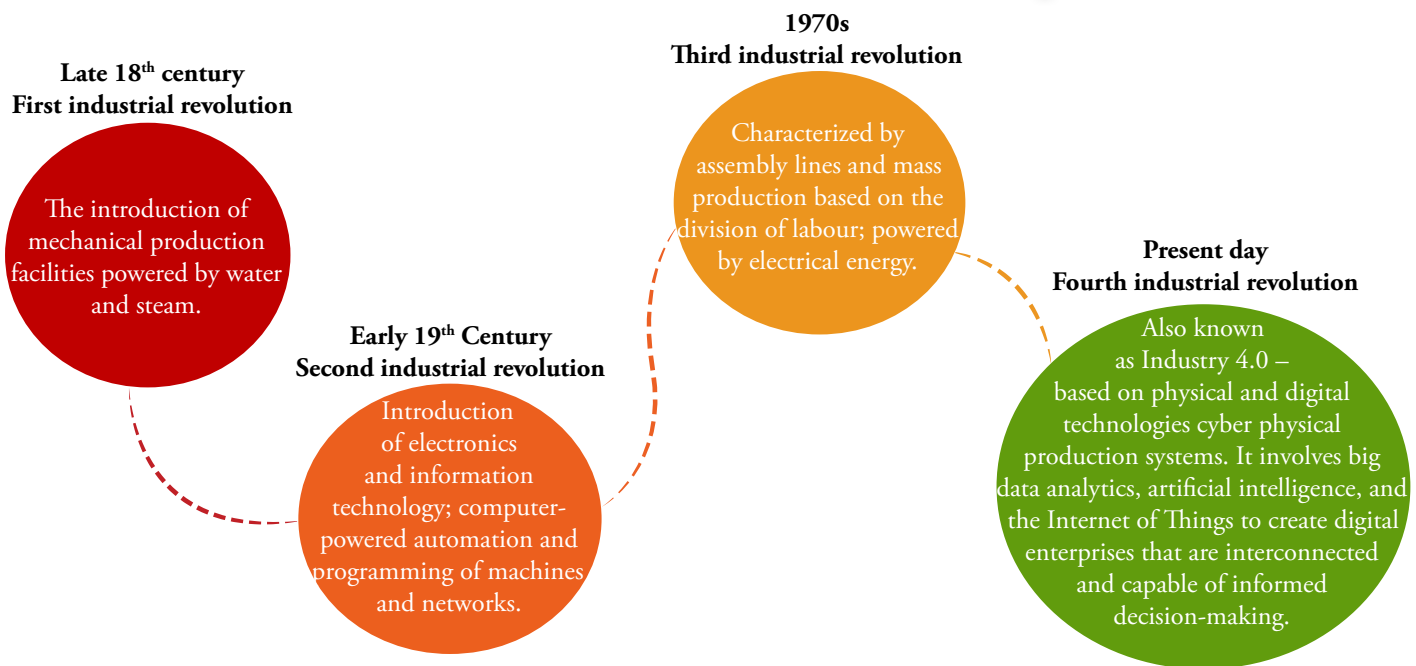 Late 18th century
First industrial revolution
The introduction of
mechanical production
facilities powered by water
and steam.
Early 19th Century
Second industrial revolution
Introduction
of electronics
and information
technology; computer-
powered automation and
programming of machines
and networks.
1970s
Third industrial revolution
Characterized by
assembly lines and mass
production based on the
division of labour; powered
by electrical energy.
Present day
Fourth industrial revolution
Also known
as Industry 4.0 –
based on physical and digital
technologies cyber physical
production systems. It involves big
data analytics, artificial intelligence, and
the Internet of Things to create digital
enterprises that are interconnected
and capable of informed
decision-making.